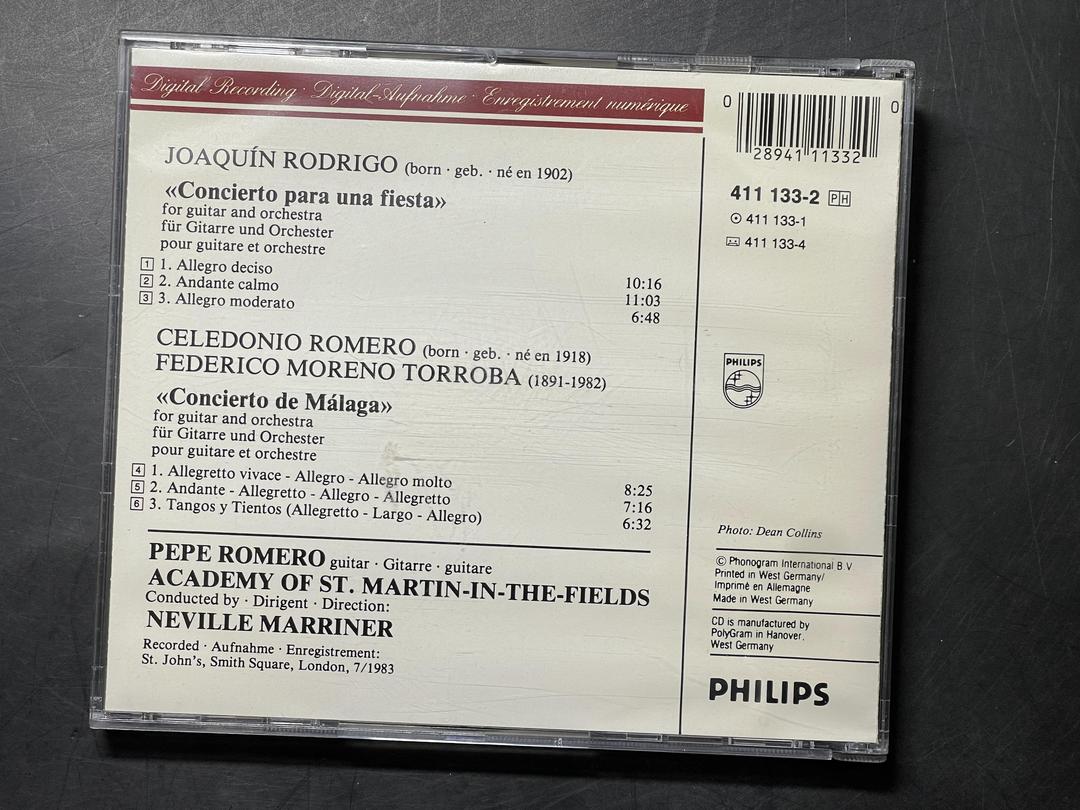 Digital Recording · Digital-Aufnahme · Enregistrement numérique
JOAQUÍN RODRIGO (born · geb. · né en 1902)
«Concierto para una fiesta»
for guitar and orchestra
für Gitarre und Orchester
pour guitare et orchestre
1 1. Allegro deciso 10:16
2 2. Andante calmo 11:03
3 3. Allegro moderato 6:48
CELEDONIO ROMERO (born · geb. · né en 1918)
FEDERICO MORENO TORROBA (1891-1982)
«Concierto de Málaga»
for guitar and orchestra
für Gitarre und Orchester
pour guitare et orchestre
4 1. Allegretto vivace - Allegro - Allegro molto 8:25
5 2. Andante - Allegretto - Allegro - Allegretto 7:16
6 3. Tangos y Tientos (Allegretto - Largo - Allegro) 6:32
PEPE ROMERO guitar · Gitarre · guitare
ACADEMY OF ST. MARTIN-IN-THE-FIELDS
Conducted by · Dirigent · Direction:
NEVILLE MARRINER
Recorded · Aufnahme · Enregistrement:
St. John's, Smith Square, London, 7/1983
0 28941 11332 0
411 133-2 PH
411 133-1
411 133-4
PHILIPS
Photo: Dean Collins
© Phonogram International B.V
Printed in West Germany/
Imprimé en Allemagne
Made in West Germany
CD is manufactured by
PolyGram in Hanover,
West Germany
PHILIPS